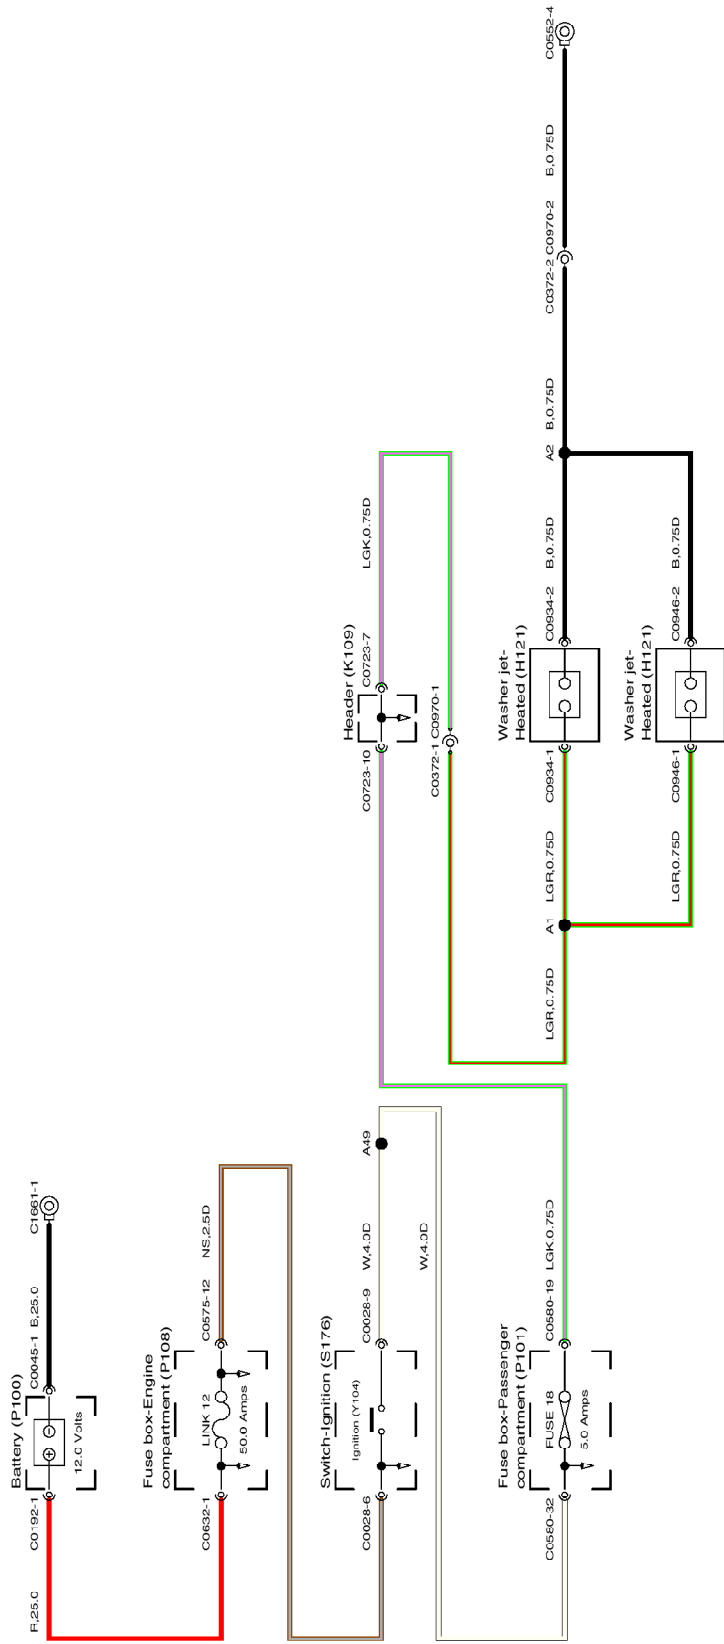 Battery (P100)
C0192-1
12.0 Volts
C0045-1
B,25.0
C1661-1
R,25.0
Fuse box-Engine
compartment (P108)
C0632-1
LINK 12
50.0 Amps
C0575-12
NS,2.5D
Switch-Ignition (S176)
C0028-6
Ignition (Y104)
C0028-9
W,4.0D
A49
W,4.0D
Fuse box-Passenger
compartment (P101)
C0580-32
FUSE 18
5.0 Amps
C0580-19
LGK,0.75D
Header (K109)
C0723-10
C0723-7
LGK,0.75D
C0372-1
C0970-1
LGR,0.75D
A1
LGR,0.75D
C0934-1
Washer jet-
Heated (H121)
C0934-2
B,0.75D
A2
B,0.75D
C0372-2
C0970-2
B,0.75D
C0552-4
LGR,0.75D
C0946-1
Washer jet-
Heated (H121)
C0946-2
B,0.75D